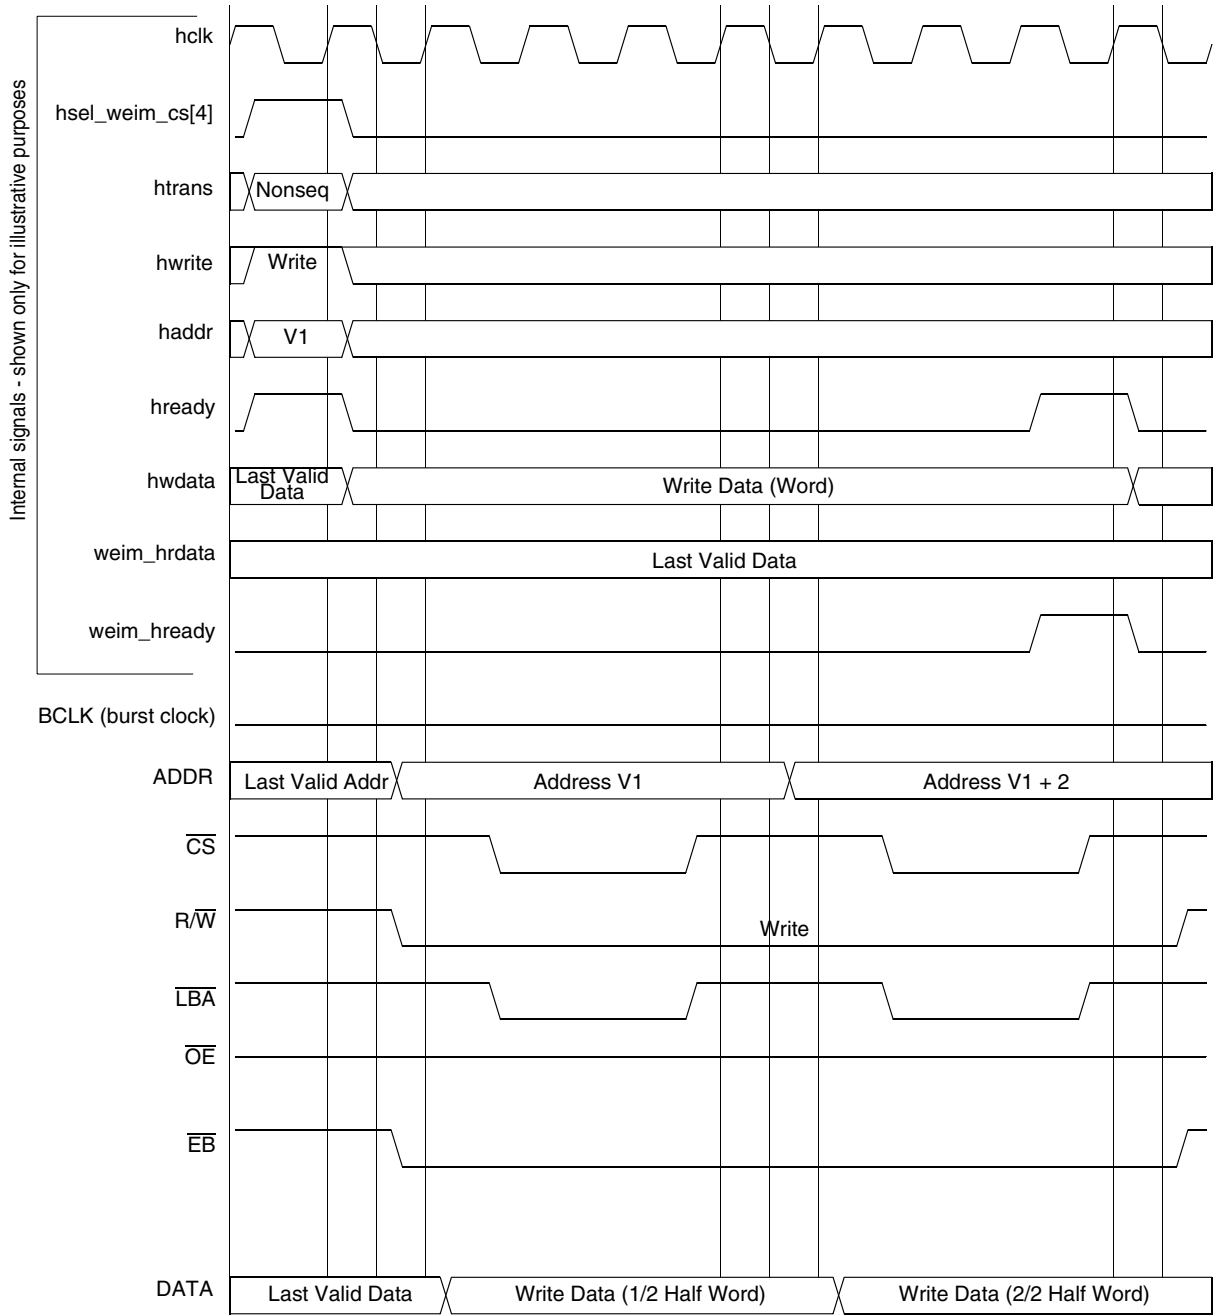 Internal signals - shown only for illustrative purposes
hclk
hsel_weim_cs[4]
htrans
Nonseq
hwrite
Write
haddr
V1
hready
hwdata
Last Valid
Data
Write Data (Word)
weim_hrdata
Last Valid Data
weim_hready
BCLK (burst clock)
ADDR
Last Valid Addr
Address V1
Address V1 + 2
CS
R/W
Write
LBA
OE
EB
DATA
Last Valid Data
Write Data (1/2 Half Word)
Write Data (2/2 Half Word)